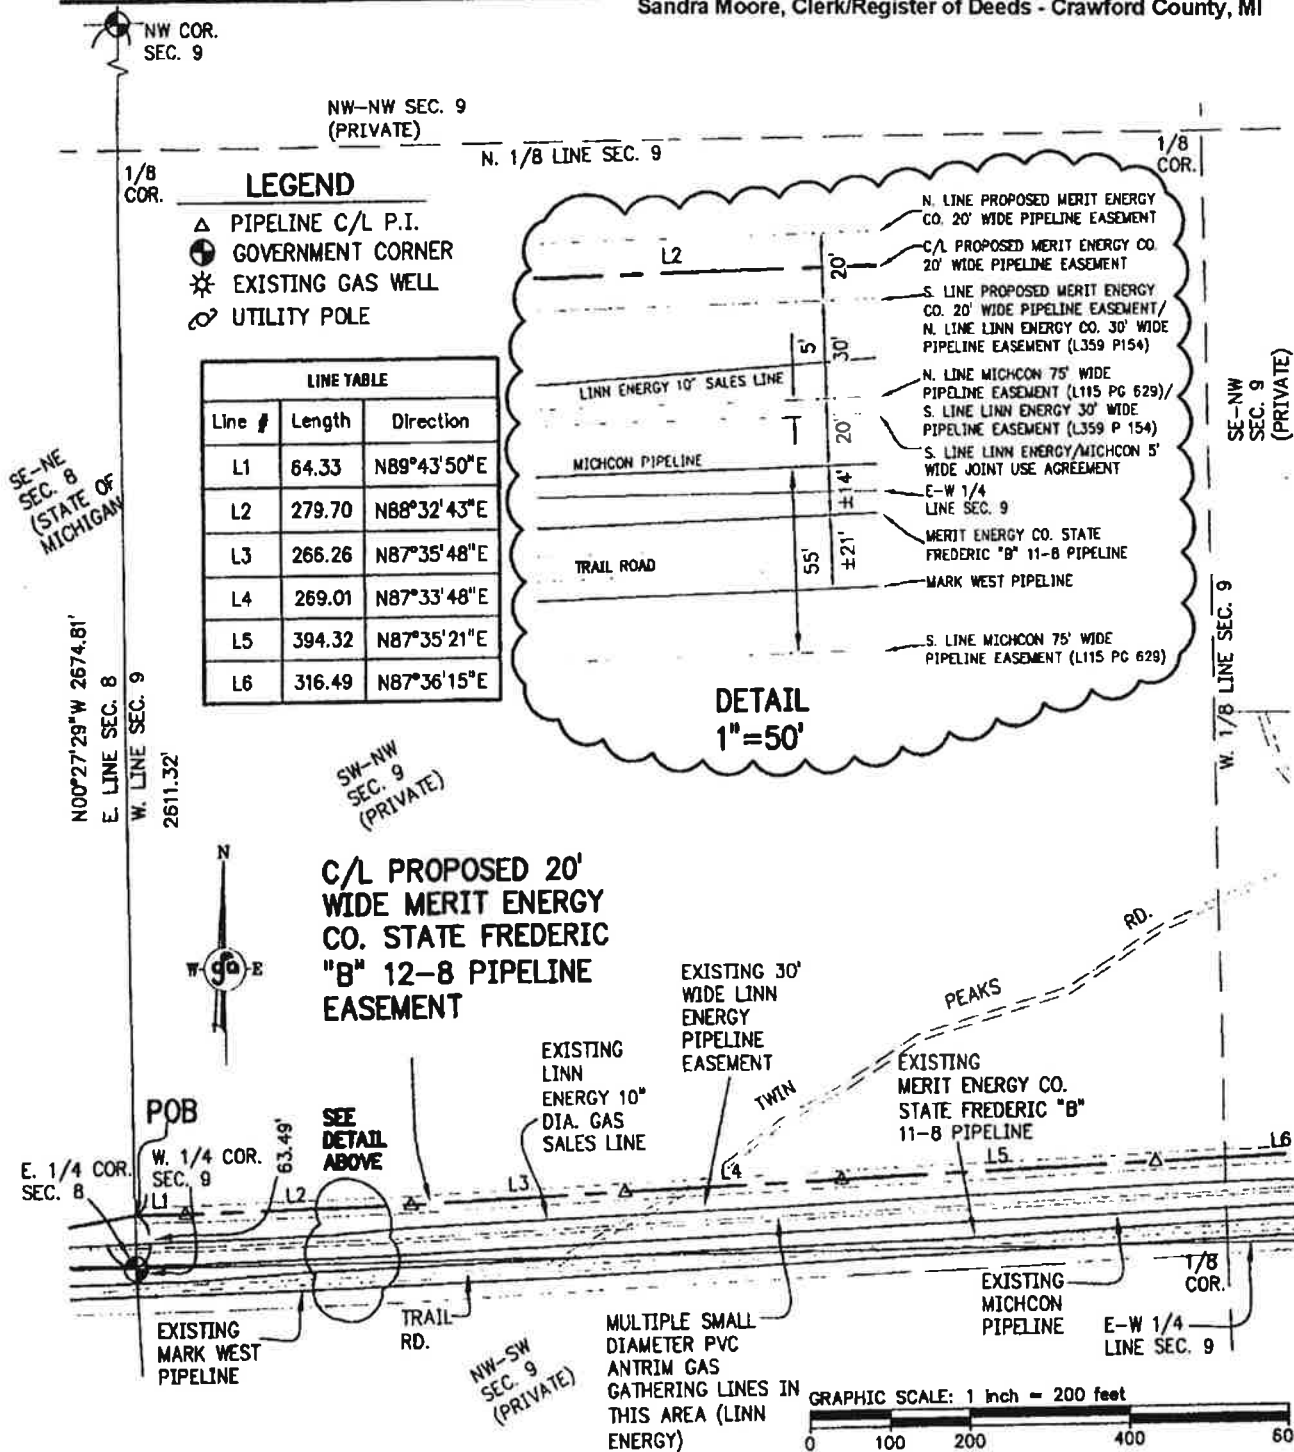 Sandra Moore, Clerk/Register of Deeds - Crawford County, MI
NW COR.
SEC. 9
NW-NW SEC. 9
(PRIVATE)
N. 1/8 LINE SEC. 9
1/8
COR.
1/8
COR.
LEGEND
PIPELINE C/L P.I.
GOVERNMENT CORNER
EXISTING GAS WELL
UTILITY POLE
LINE TABLE
Line # Length Direction
L1 64.33 N89°43'50"E
L2 279.70 N88°32'43"E
L3 266.26 N87°35'48"E
L4 269.01 N87°33'48"E
L5 394.32 N87°35'21"E
L6 316.49 N87°36'15"E
N. LINE PROPOSED MERIT ENERGY
CO. 20' WIDE PIPELINE EASEMENT
C/L PROPOSED MERIT ENERGY CO.
20' WIDE PIPELINE EASEMENT
S. LINE PROPOSED MERIT ENERGY
CO. 20' WIDE PIPELINE EASEMENT/
N. LINE LINN ENERGY CO. 30' WIDE
PIPELINE EASEMENT (L359 P154)
N. LINE MICHCON 75' WIDE
PIPELINE EASEMENT (L115 PG 629)/
S. LINE LINN ENERGY 30' WIDE
PIPELINE EASEMENT (L359 P 154)
S. LINE LINN ENERGY/MICHCON 5'
WIDE JOINT USE AGREEMENT
E-W 1/4
LINE SEC. 9
MERIT ENERGY CO. STATE
FREDERIC "B" 11-8 PIPELINE
MARK WEST PIPELINE
S. LINE MICHCON 75' WIDE
PIPELINE EASEMENT (L115 PG 629)
L2
20'
5'
30'
LINN ENERGY 10" SALES LINE
20'
MICHCON PIPELINE
±14'
55'
±21'
TRAIL ROAD
DETAIL
1"=50'
SE-NW
SEC. 9
(PRIVATE)
W. 1/8 LINE SEC. 9
SE-NE
SEC. 8
(STATE OF
MICHIGAN
N00°27'29"W 2674.81'
E. LINE SEC. 8
W. LINE SEC. 9
2611.32'
SW-NW
SEC. 9
(PRIVATE)
N
W
ga
E
C/L PROPOSED 20'
WIDE MERIT ENERGY
CO. STATE FREDERIC
"B" 12-8 PIPELINE
EASEMENT
EXISTING 30'
WIDE LINN
ENERGY
PIPELINE
EASEMENT
TWIN
PEAKS
RD.
EXISTING
LINN
ENERGY 10"
DIA. GAS
SALES LINE
EXISTING
MERIT ENERGY CO.
STATE FREDERIC "B"
11-8 PIPELINE
POB
SEE
DETAIL
ABOVE
63.49'
E. 1/4 COR.
SEC. 8
W. 1/4 COR.
SEC. 9
L1
L2
L3
L4
L5
L6
EXISTING
MARK WEST
PIPELINE
TRAIL
RD.
NW-SW
SEC. 9
(PRIVATE)
MULTIPLE SMALL
DIAMETER PVC
ANTRIM GAS
GATHERING LINES IN
THIS AREA (LINN
ENERGY)
EXISTING
MICHCON
PIPELINE
1/8
COR.
E-W 1/4
LINE SEC. 9
GRAPHIC SCALE: 1 inch = 200 feet
0 100 200 400 60